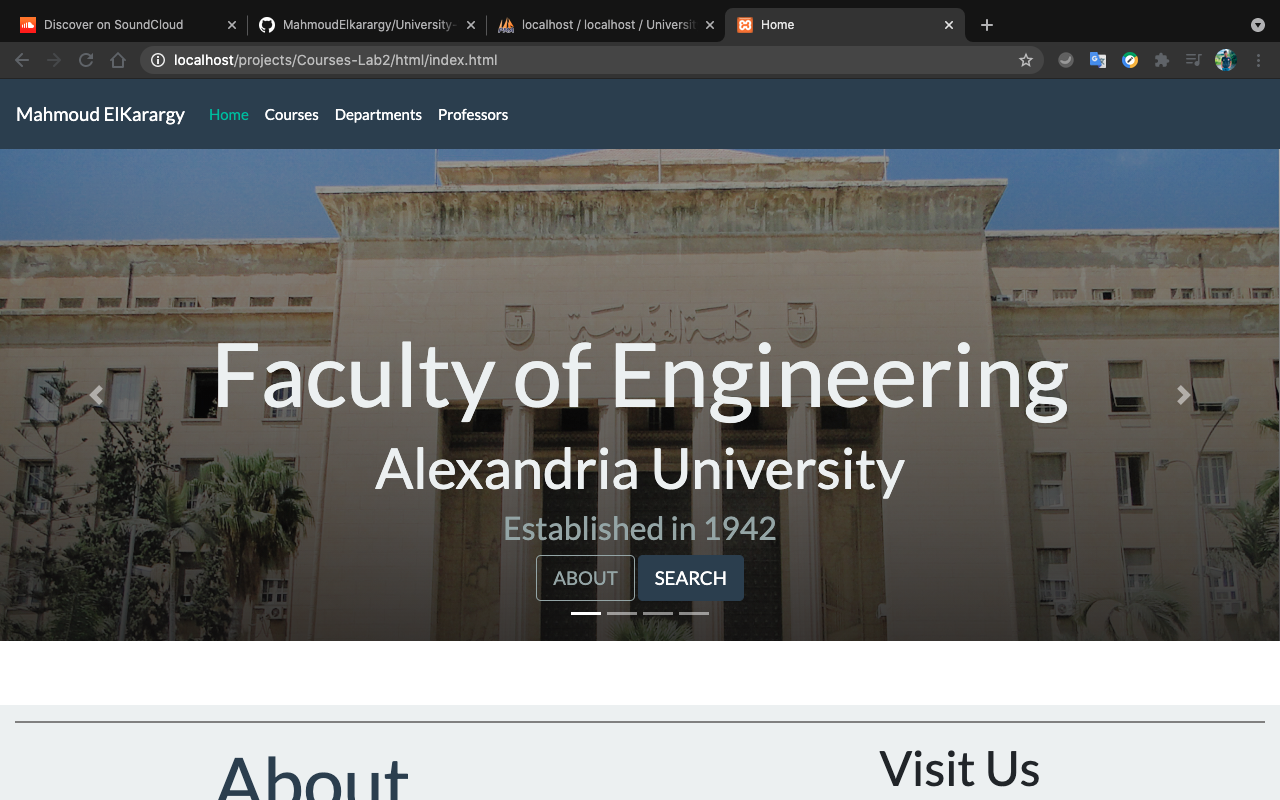 Discover on SoundCloud
MahmoudElkarargy/University-
localhost / localhost / Universit
Home
localhost/projects/Courses-Lab2/html/index.html
Mahmoud ElKarargy
Home
Courses
Departments
Professors
كلية الهندسة
Faculty of Engineering
Alexandria University
Established in 1942
ABOUT
SEARCH
About
Visit Us